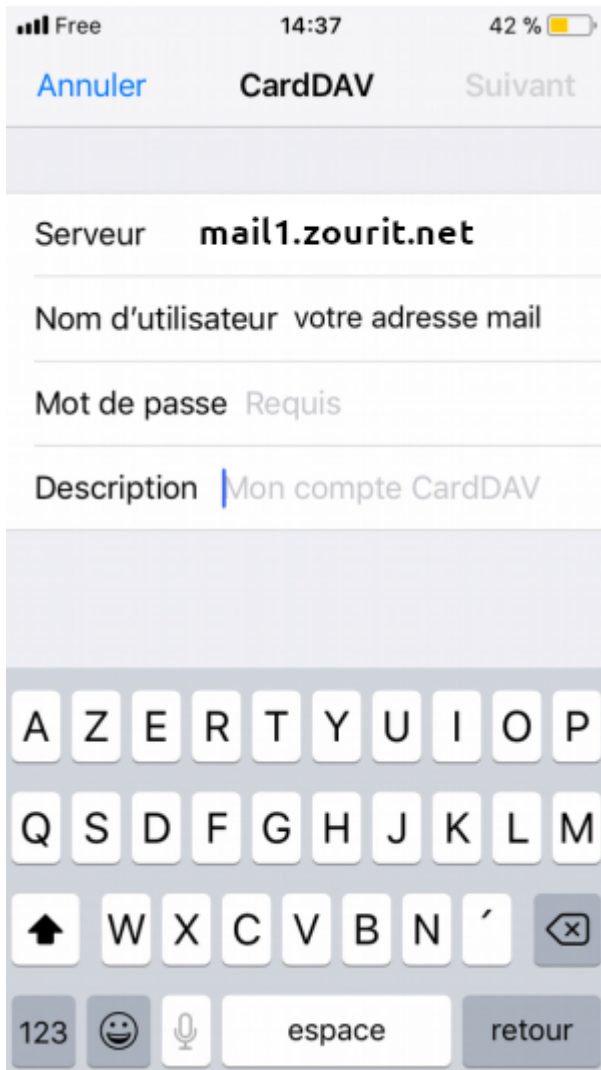 Free 14:37 42 %
Annuler CardDAV Suivant
Serveur mail1.zourit.net
Nom d’utilisateur votre adresse mail
Mot de passe Requis
Description Mon compte CardDAV
A Z E R T Y U I O P
Q S D F G H J K L M
W X C V B N ´
123 espace retour